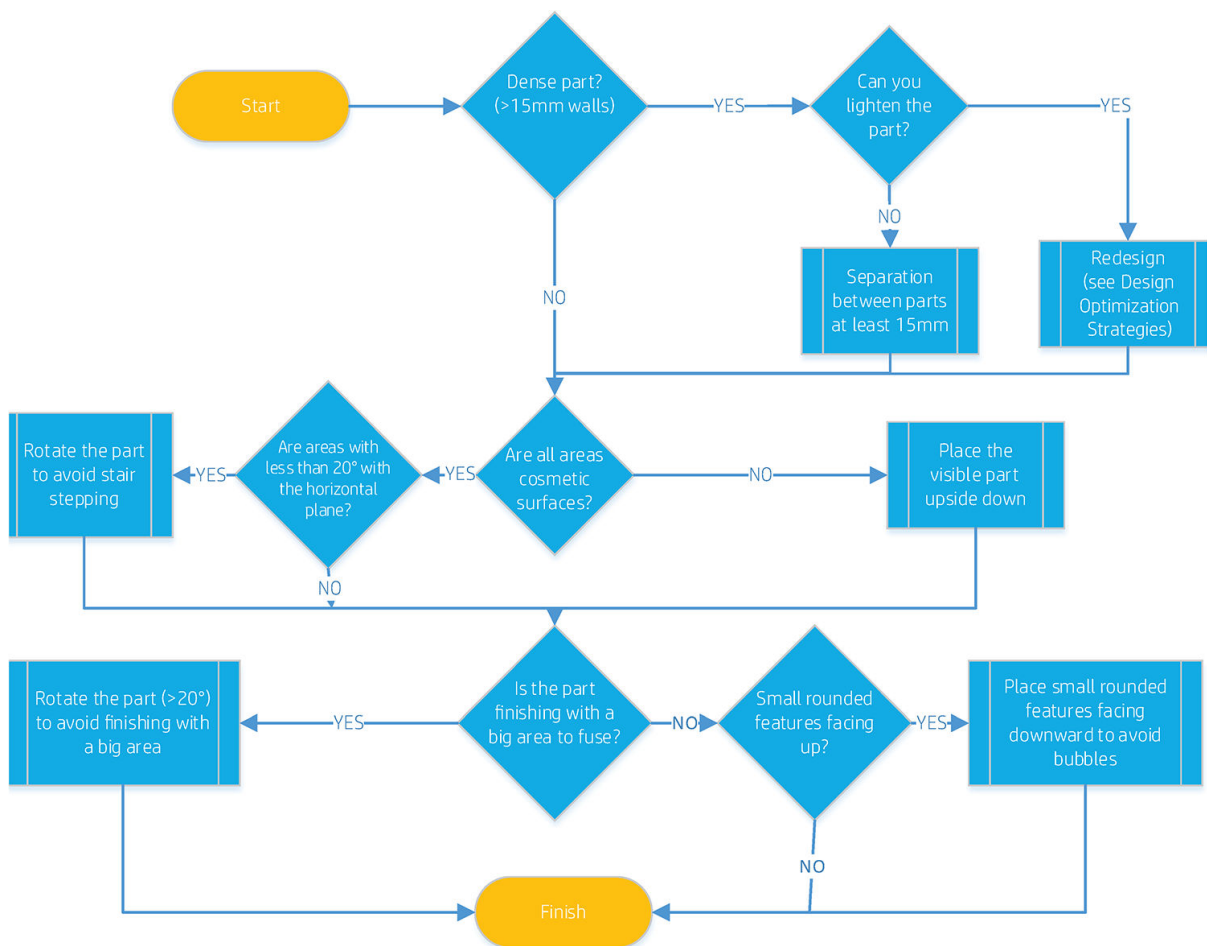 Start
Dense part?
(>15mm walls)
YES
Can you
lighten the
part?
YES
NO
NO
Separation
between parts
at least 15mm
Redesign
(see Design
Optimization
Strategies)
Rotate the part
to avoid stair
stepping
YES
Are areas with
less than 20° with
the horizontal
plane?
YES
Are all areas
cosmetic
surfaces?
NO
Place the
visible part
upside down
NO
Rotate the part (>20°)
to avoid finishing with
a big area
YES
Is the part
finishing with a
big area to fuse?
NO
Small rounded
features facing
up?
YES
Place small rounded
features facing
downward to avoid
bubbles
NO
Finish